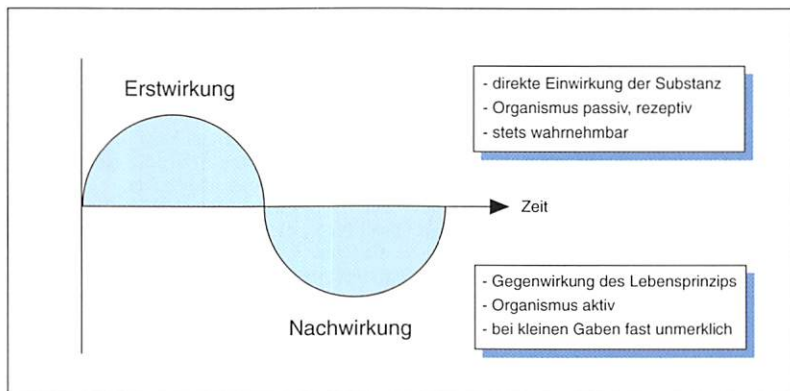 Erstwirkung
- direkte Einwirkung der Substanz
- Organismus passiv, rezeptiv
- stets wahrnehmbar
Zeit
Nachwirkung
- Gegenwirkung des Lebensprinzips
- Organismus aktiv
- bei kleinen Gaben fast unmerklich